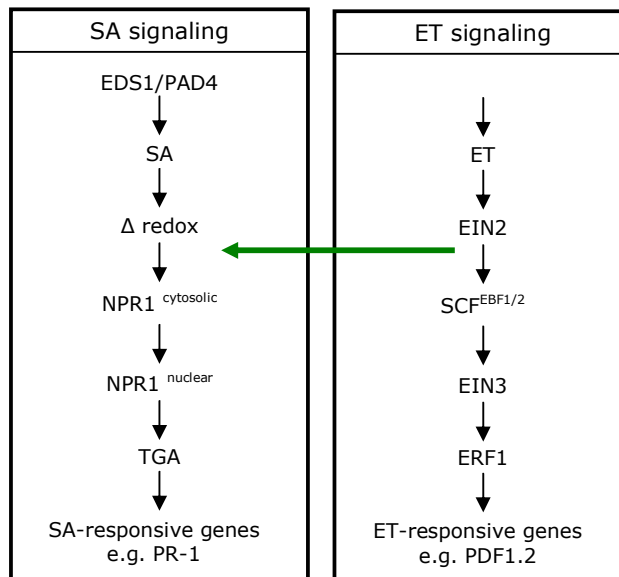 SA signaling
EDS1/PAD4
SA
Δ redox
NPR1 cytosolic
NPR1 nuclear
TGA
SA-responsive genes
e.g. PR-1
ET signaling
ET
EIN2
SCF EBF1/2
EIN3
ERF1
ET-responsive genes
e.g. PDF1.2